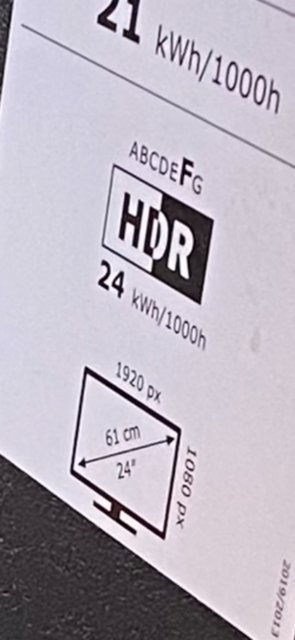 21 kWh/1000h
ABCDEFG
HDR
24 kWh/1000h
1920 px
61 cm
24"
1080 px
2019/2013